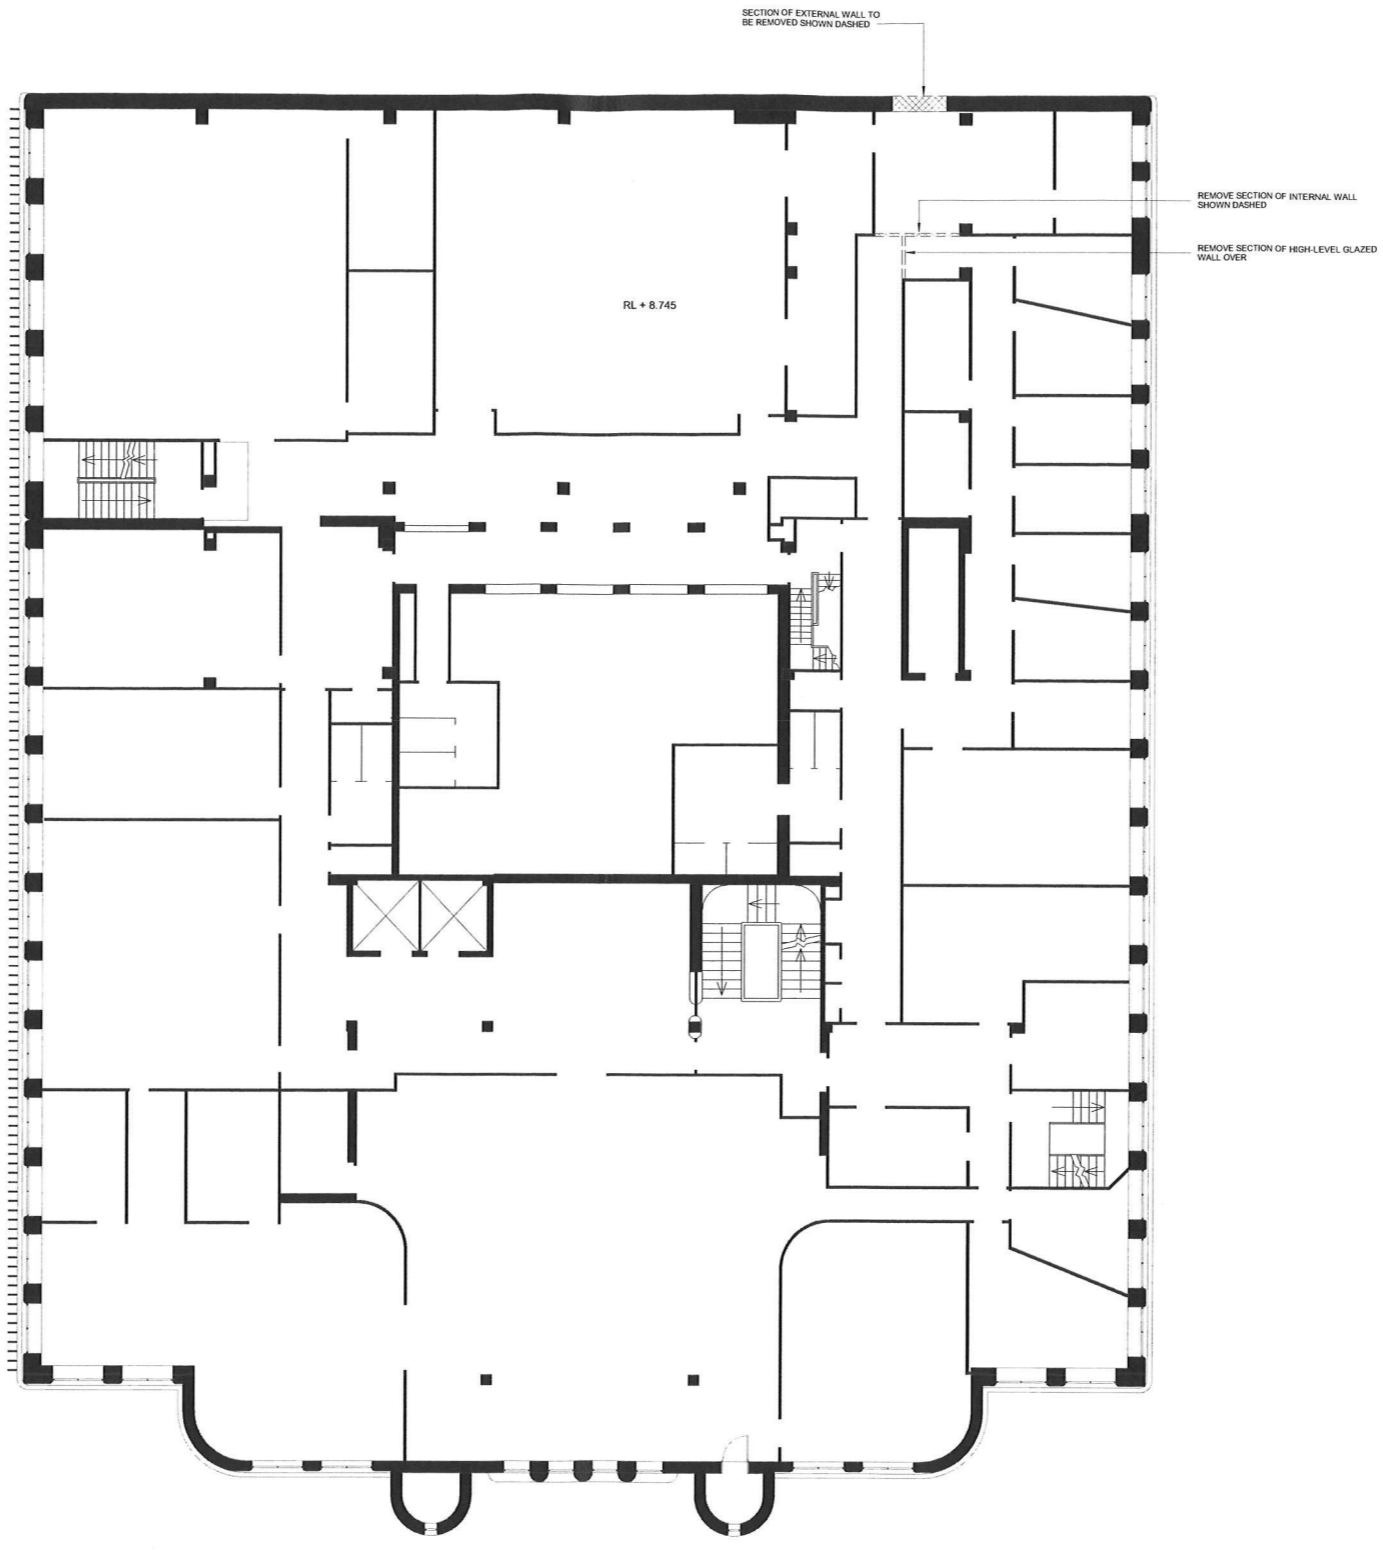 SECTION OF EXTERNAL WALL TO
BE REMOVED SHOWN DASHED
REMOVE SECTION OF INTERNAL WALL
SHOWN DASHED
REMOVE SECTION OF HIGH-LEVEL GLAZED
WALL OVER
RL + 8.745